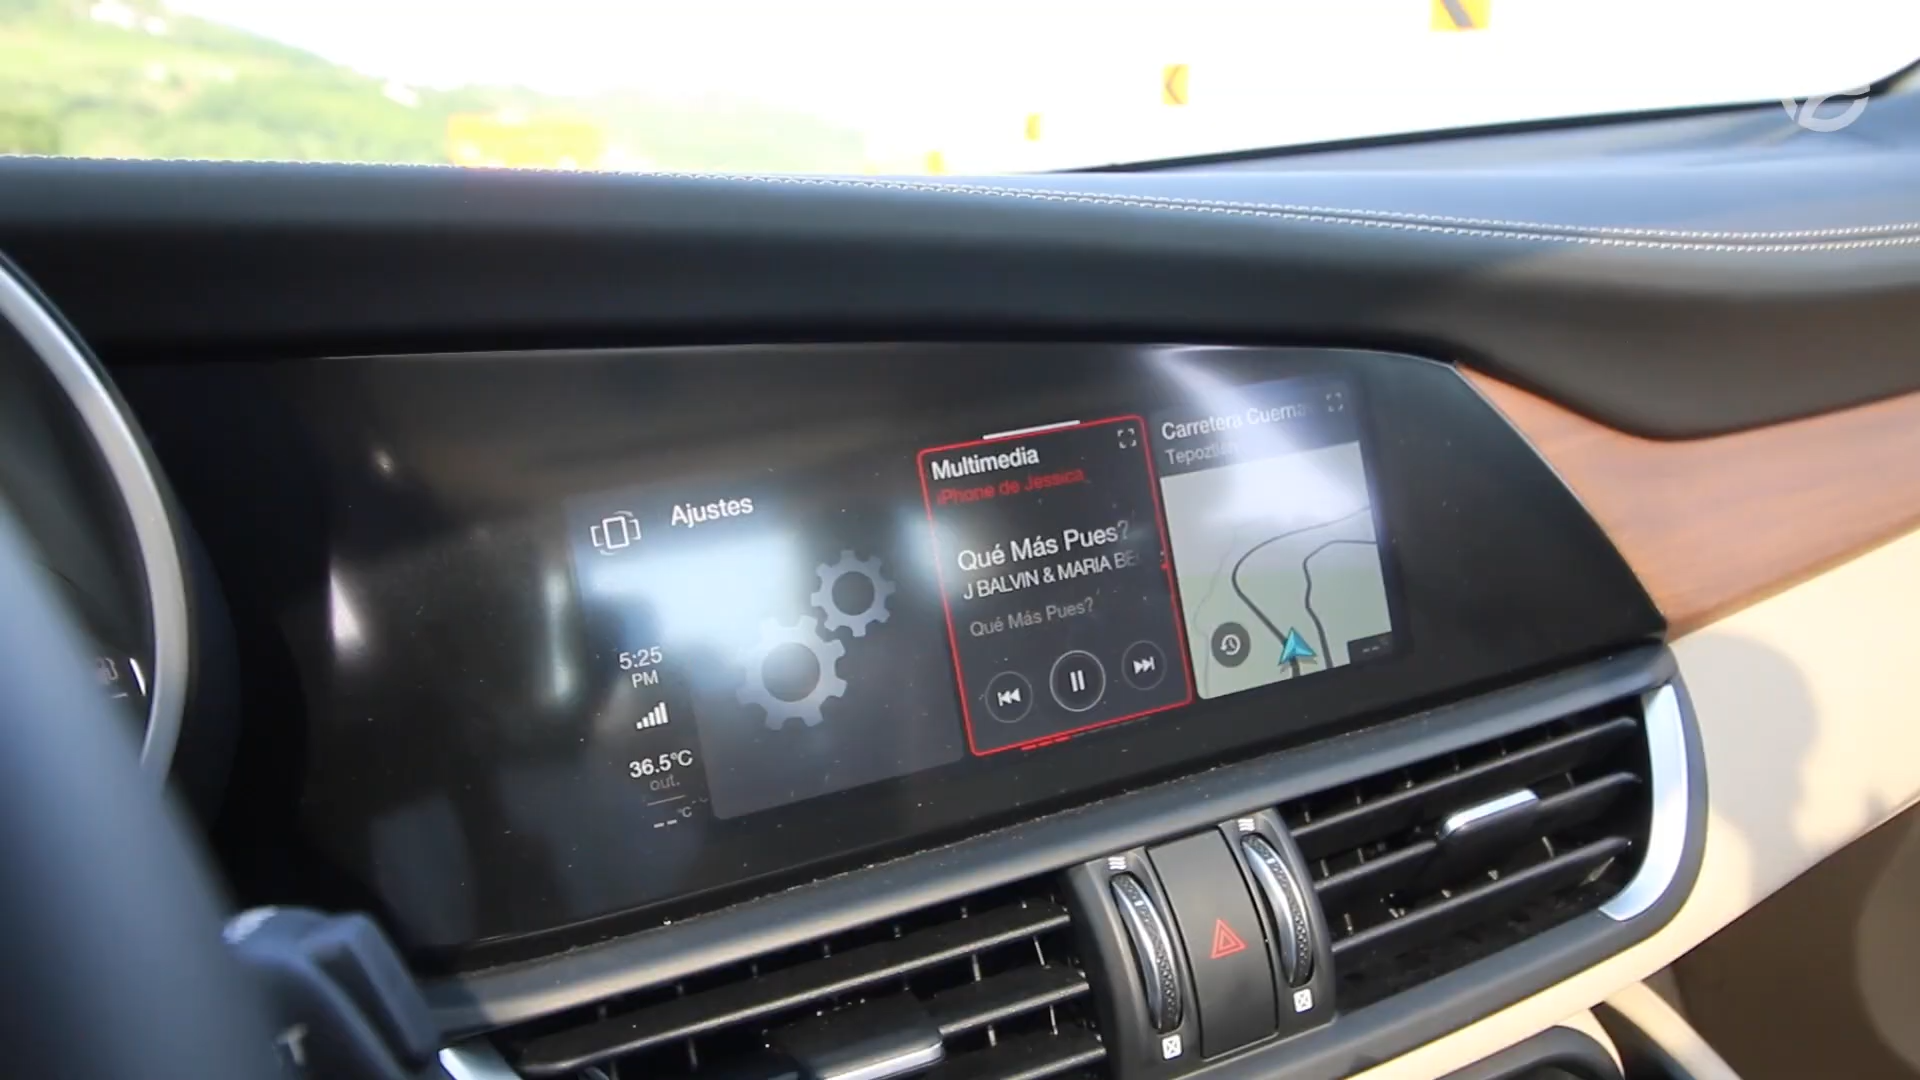 Ajustes
5:25
PM
36.5°C
out.
--°C
Multimedia
iPhone de Jessica
Qué Más Pues?
J BALVIN & MARIA BE
Qué Más Pues?
Carretera Cuerna